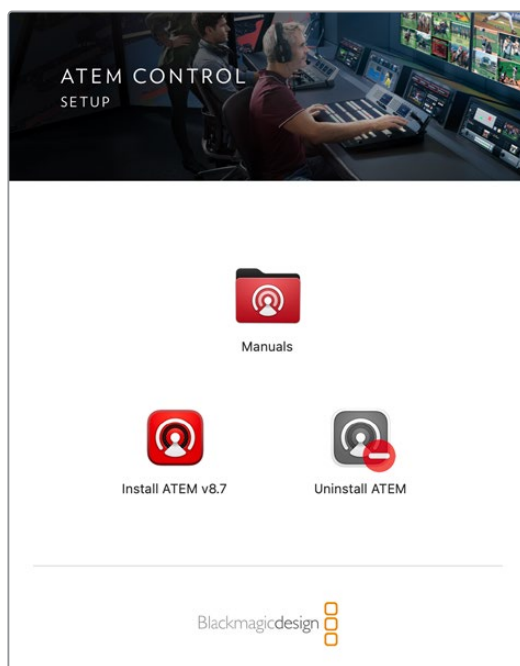 ATEM CONTROL
SETUP
Manuals
Install ATEM v8.7
Uninstall ATEM
Blackmagicdesign